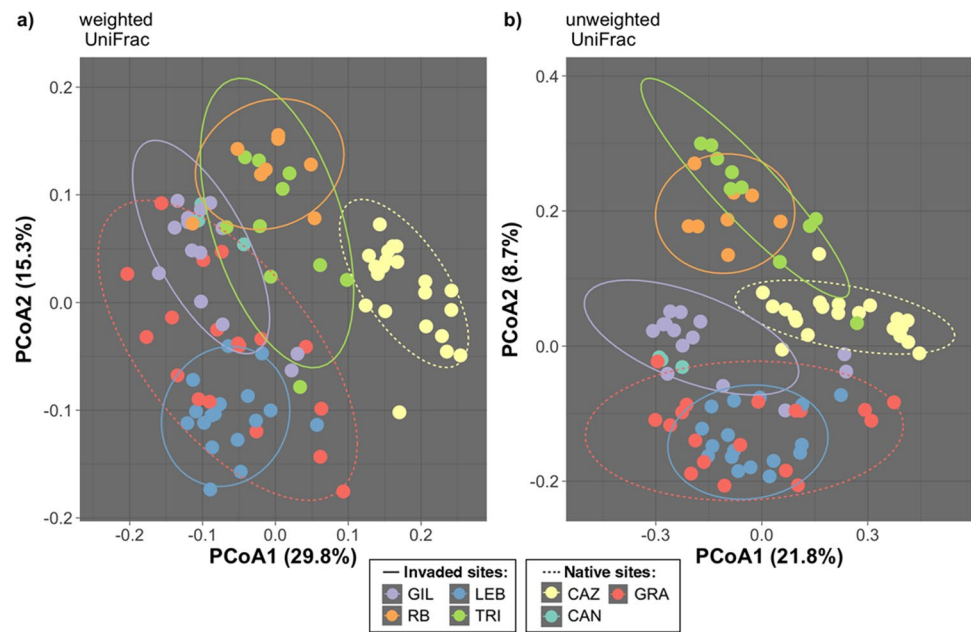 a) weighted UniFrac
b) unweighted UniFrac
PCoA2 (15.3%)
0.2
0.1
0.0
-0.1
-0.2
-0.2 -0.1 0.0 0.1 0.2
PCoA1 (29.8%)
PCoA2 (8.7%)
0.4
0.2
0.0
-0.2
-0.3 0.0 0.3
PCoA1 (21.8%)
Invaded sites:
GIL LEB
RB TRI
Native sites:
CAZ GRA
CAN